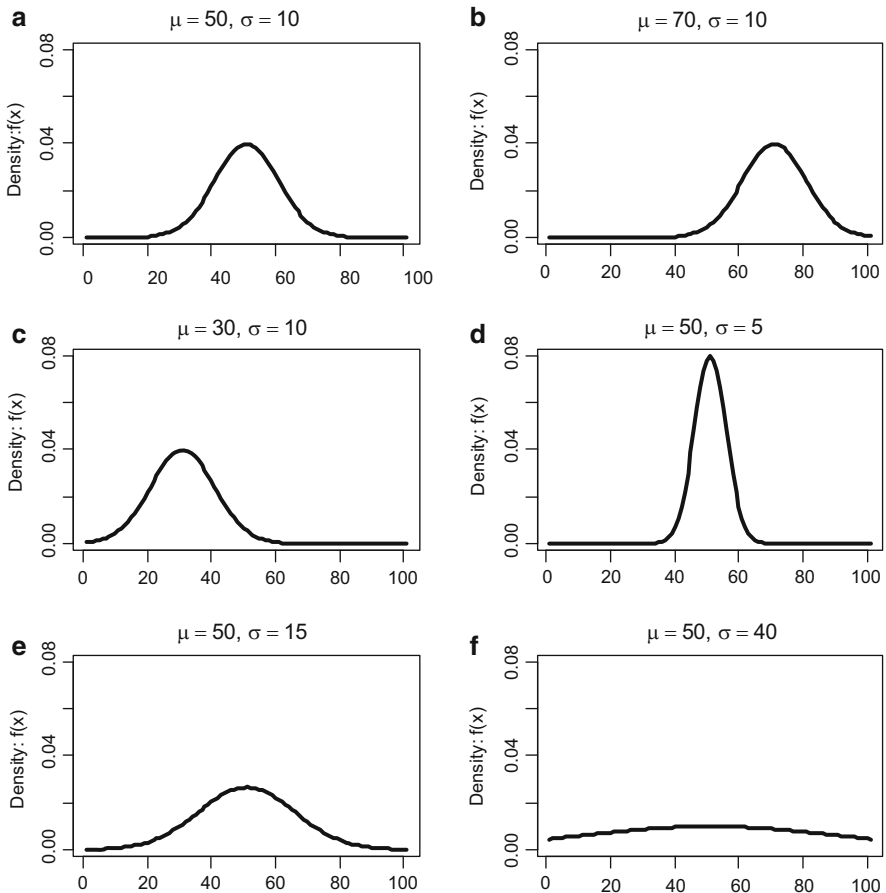 a
μ = 50, σ = 10
Density:f(x)
0.00 0.04 0.08
0 20 40 60 80 100
b
μ = 70, σ = 10
Density: f(x)
0.00 0.04 0.08
0 20 40 60 80 100
c
μ = 30, σ = 10
Density: f(x)
0.00 0.04 0.08
0 20 40 60 80 100
d
μ = 50, σ = 5
Density: f(x)
0.00 0.04 0.08
0 20 40 60 80 100
e
μ = 50, σ = 15
Density: f(x)
0.00 0.04 0.08
0 20 40 60 80 100
f
μ = 50, σ = 40
Density: f(x)
0.00 0.04 0.08
0 20 40 60 80 100